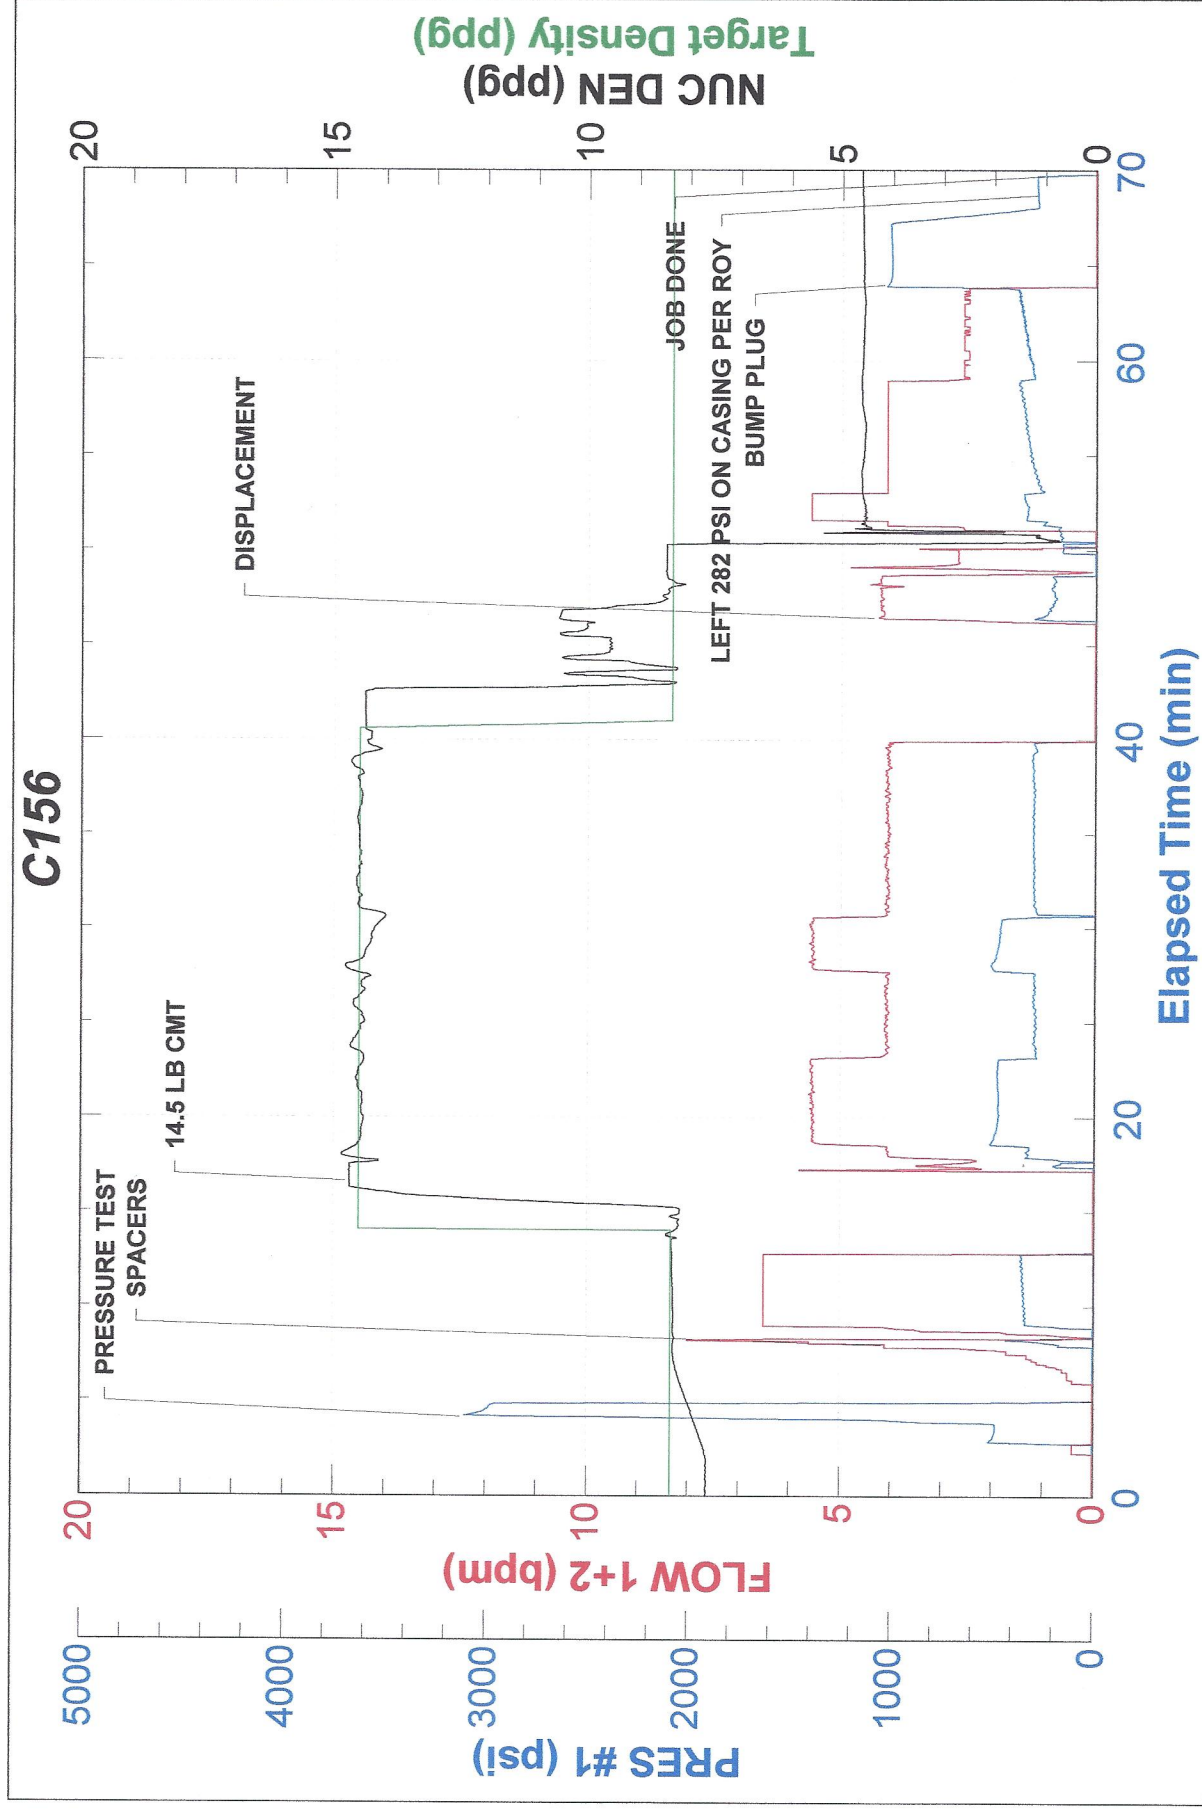 C156
PRESSURE TEST
SPACERS
14.5 LB CMT
DISPLACEMENT
JOB DONE
LEFT 282 PSI ON CASING PER ROY
BUMP PLUG
PRES #1 (psi)
5000
4000
3000
2000
1000
0
FLOW 1+2 (bpm)
20
15
10
5
0
NUC DEN (ppg)
Target Density (ppg)
20
15
10
5
0
0
20
40
60
70
Elapsed Time (min)